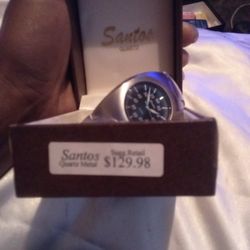 Santos
QUARTZ
Santos Sugg. Retail
Quartz Metal $129.98